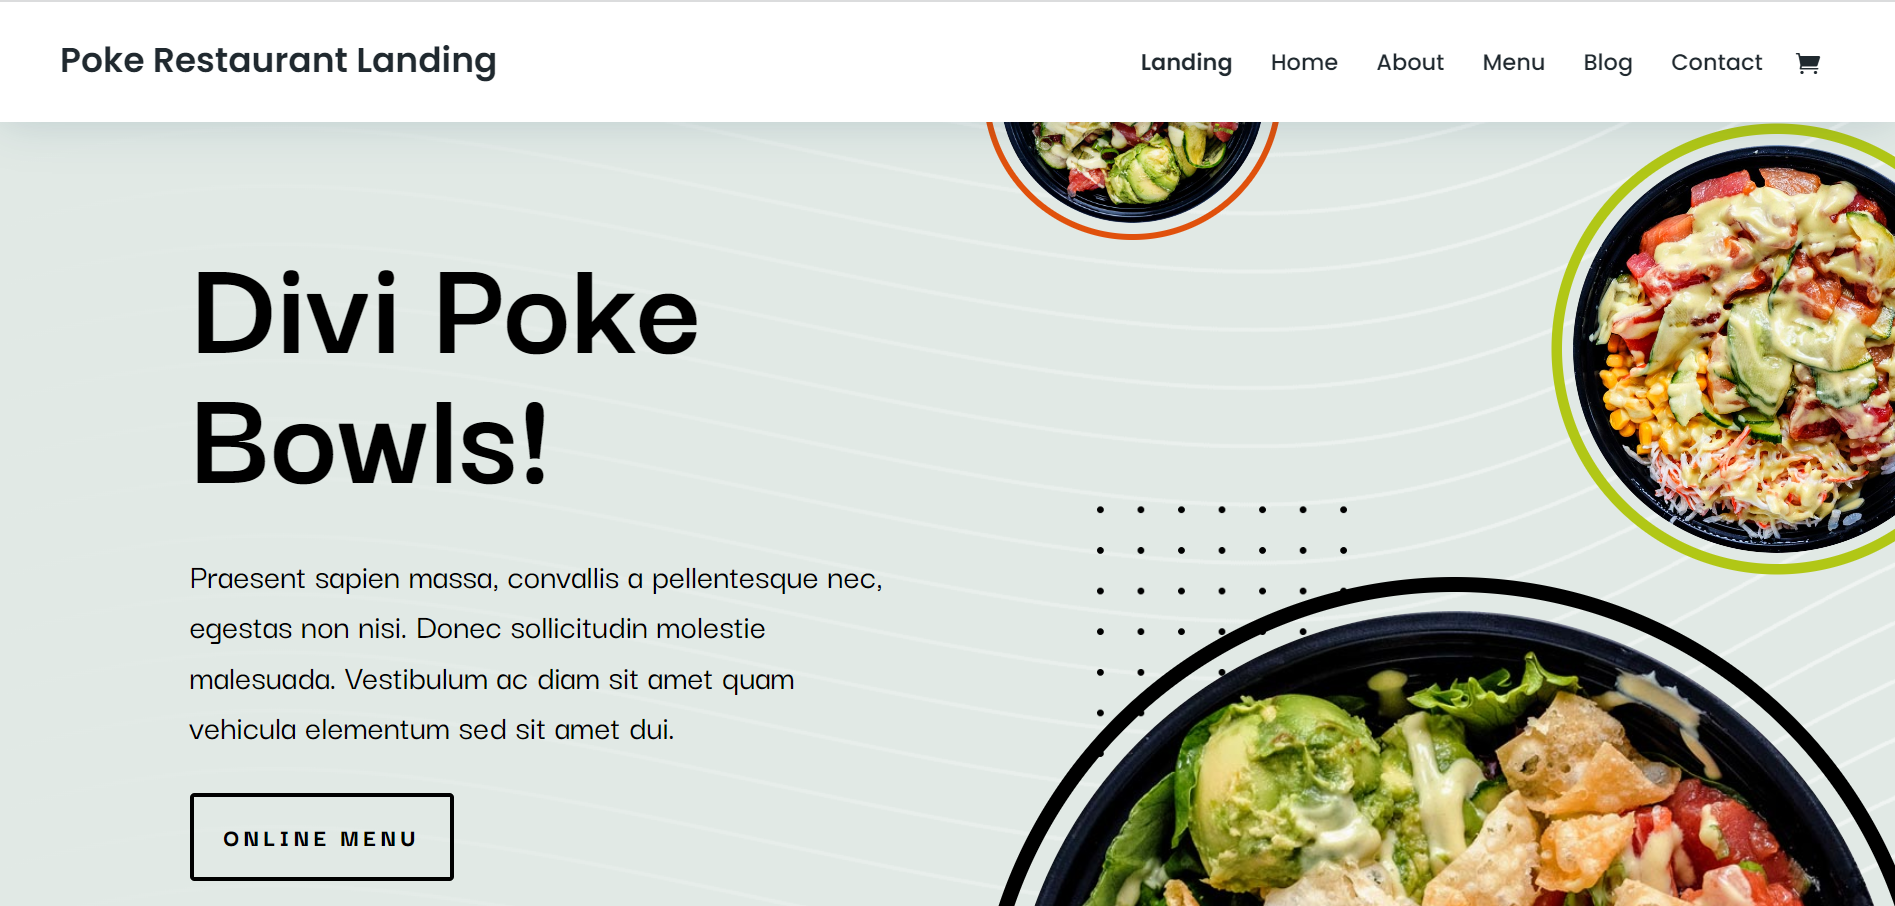 Poke Restaurant Landing
Landing Home About Menu Blog Contact
Divi Poke
Bowls!
Praesent sapien massa, convallis a pellentesque nec,
egestas non nisi. Donec sollicitudin molestie
malesuada. Vestibulum ac diam sit amet quam
vehicula elementum sed sit amet dui.
ONLINE MENU